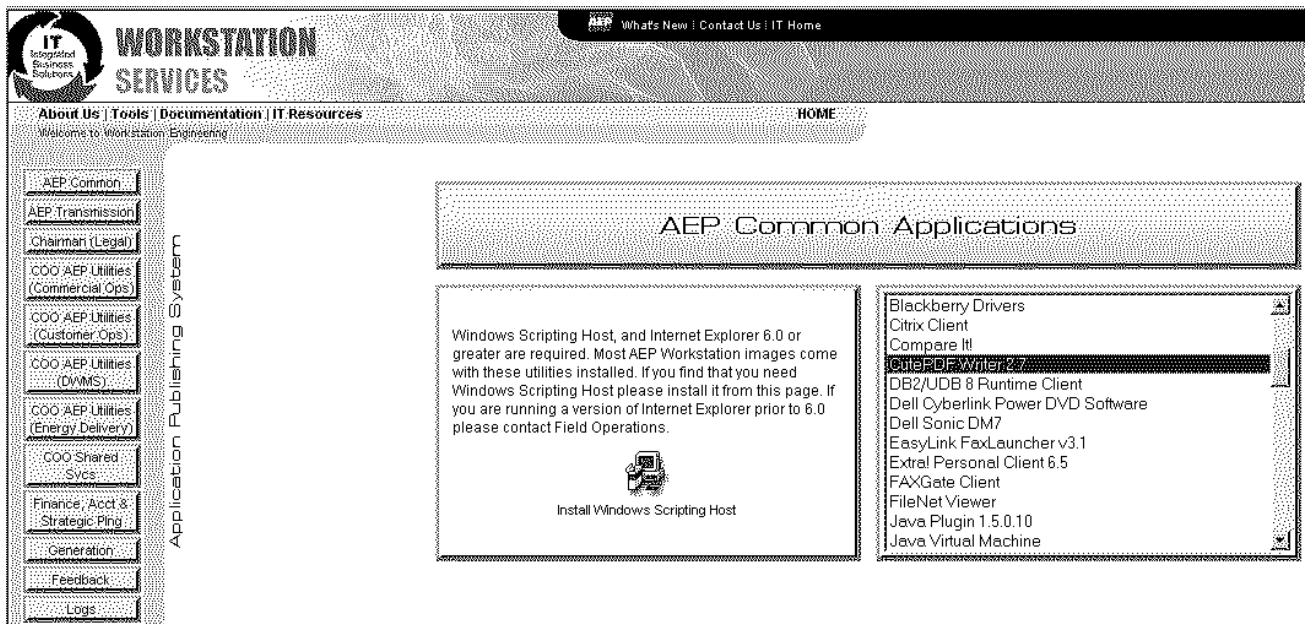 IT
Integrated
Business
Solutions
WORKSTATION
SERVICES
AEP What's New | Contact Us | IT Home
About Us | Tools | Documentation | IT Resources
HOME
Welcome to Workstation Engineering
AEP Common
AEP Transmission
Chairman (Legal)
COO AEP Utilities
(Commercial Ops)
COO AEP Utilities
(Customer Ops)
COO AEP Utilities
(DWMS)
COO AEP Utilities
(Energy Delivery)
COO Shared
Svcs
Finance, Acct &
Strategic Plng
Generation
Feedback
Logs
Application Publishing System
AEP Common Applications
Windows Scripting Host, and Internet Explorer 6.0 or
greater are required. Most AEP Workstation images come
with these utilities installed. If you find that you need
Windows Scripting Host please install it from this page. If
you are running a version of Internet Explorer prior to 6.0
please contact Field Operations.
Install Windows Scripting Host
Blackberry Drivers
Citrix Client
Compare It!
CutePDF Writer 2.7
DB2/UDB 8 Runtime Client
Dell Cyberlink Power DVD Software
Dell Sonic DM7
EasyLink FaxLauncher v3.1
Extra! Personal Client 6.5
FAXGate Client
FileNet Viewer
Java Plugin 1.5.0.10
Java Virtual Machine